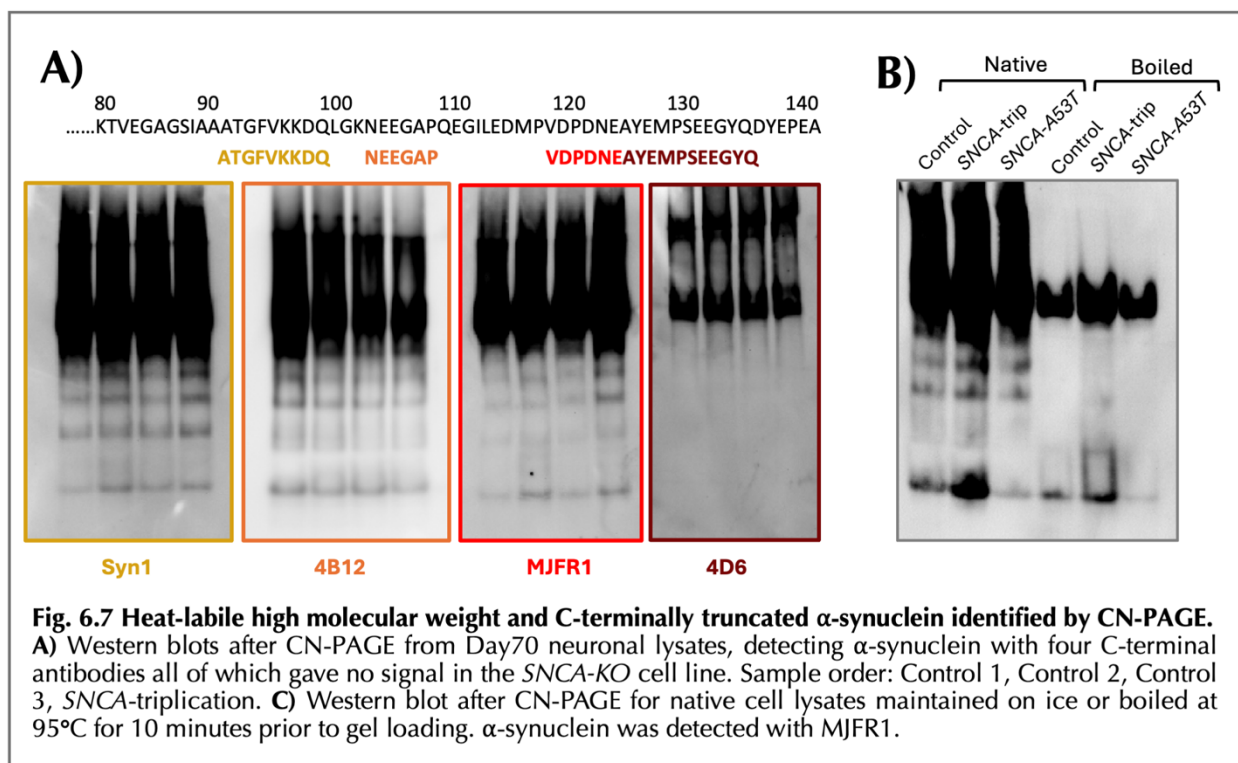 A)
80 90 100 110 120 130 140
......KTVEGAGSIAAATGFVKKDQLGKNEEGAPQEGILEDMPVDPDNEAYEMPSEEGYQDYEPEA
ATGFVKKDQ NEEGAP VDPDNEAYEMPSEEGYQ
Syn1 4B12 MJFR1 4D6
B)
Native Boiled
Control SNCA-trip SNCA-A53T Control SNCA-trip SNCA-A53T
Fig. 6.7 Heat-labile high molecular weight and C-terminally truncated α-synuclein identified by CN-PAGE.
A) Western blots after CN-PAGE from Day70 neuronal lysates, detecting α-synuclein with four C-terminal
antibodies all of which gave no signal in the SNCA-KO cell line. Sample order: Control 1, Control 2, Control
3, SNCA-triplication. C) Western blot after CN-PAGE for native cell lysates maintained on ice or boiled at
95°C for 10 minutes prior to gel loading. α-synuclein was detected with MJFR1.